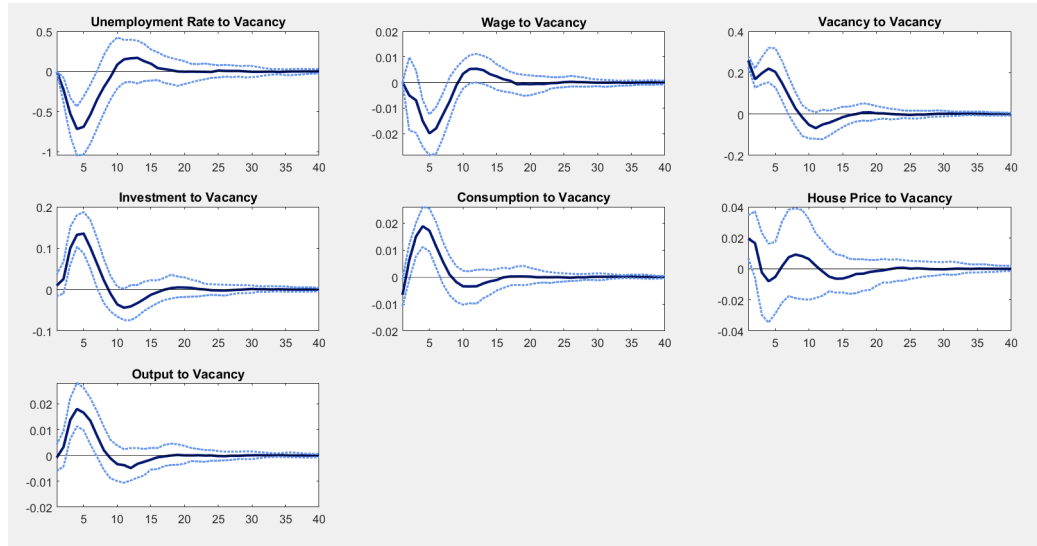 Unemployment Rate to Vacancy
0.5
0
-0.5
-1
5 10 15 20 25 30 35 40
Wage to Vacancy
0.02
0.01
0
-0.01
-0.02
5 10 15 20 25 30 35 40
Vacancy to Vacancy
0.4
0.2
0
-0.2
5 10 15 20 25 30 35 40
Investment to Vacancy
0.2
0.1
0
-0.1
5 10 15 20 25 30 35 40
Consumption to Vacancy
0.02
0.01
0
-0.01
-0.02
5 10 15 20 25 30 35 40
House Price to Vacancy
0.04
0.02
0
-0.02
-0.04
5 10 15 20 25 30 35 40
Output to Vacancy
0.02
0.01
0
-0.01
-0.02
5 10 15 20 25 30 35 40